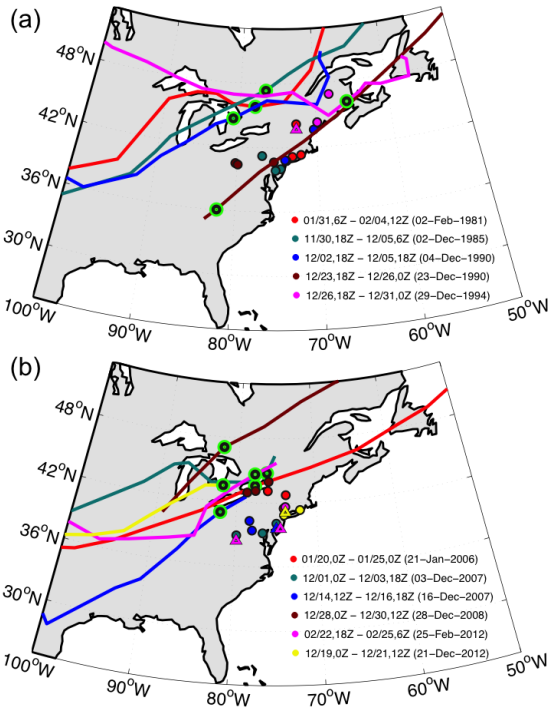 (a)
48°N
42°N
36°N
30°N
01/31,6Z − 02/04,12Z (02−Feb−1981)
11/30,18Z − 12/05,6Z (02−Dec−1985)
12/02,18Z − 12/05,18Z (04−Dec−1990)
12/23,18Z − 12/26,0Z (23−Dec−1990)
12/26,18Z − 12/31,0Z (29−Dec−1994)
100°W
90°W
80°W
70°W
60°W
50°W
(b)
48°N
42°N
36°N
30°N
01/20,0Z − 01/25,0Z (21−Jan−2006)
12/01,0Z − 12/03,18Z (03−Dec−2007)
12/14,12Z − 12/16,18Z (16−Dec−2007)
12/28,0Z − 12/30,12Z (28−Dec−2008)
02/22,18Z − 02/25,6Z (25−Feb−2012)
12/19,0Z − 12/21,12Z (21−Dec−2012)
100°W
90°W
80°W
70°W
60°W
50°W